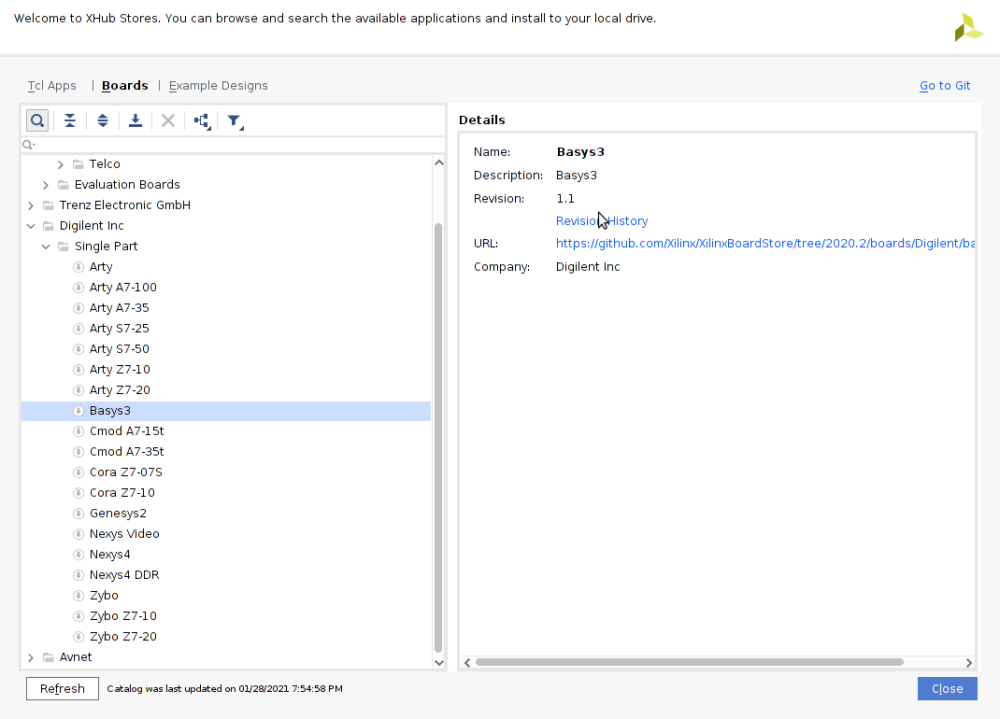 Welcome to XHub Stores. You can browse and search the available applications and install to your local drive.
Tcl Apps | Boards | Example Designs
Go to Git
Telco
Evaluation Boards
Trenz Electronic GmbH
Digilent Inc
Single Part
Arty
Arty A7-100
Arty A7-35
Arty S7-25
Arty S7-50
Arty Z7-10
Arty Z7-20
Basys3
Cmod A7-15t
Cmod A7-35t
Cora Z7-07S
Cora Z7-10
Genesys2
Nexys Video
Nexys4
Nexys4 DDR
Zybo
Zybo Z7-10
Zybo Z7-20
Avnet
Details
Name: Basys3
Description: Basys3
Revision: 1.1
Revision History
URL: https://github.com/Xilinx/XilinxBoardStore/tree/2020.2/boards/Digilent/ba
Company: Digilent Inc
Refresh
Catalog was last updated on 01/28/2021 7:54:58 PM
Close